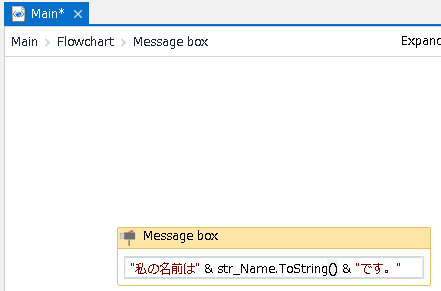 Main*
Main > Flowchart > Message box Expand
Message box
"私の名前は" & str_Name.ToString() & "です。"